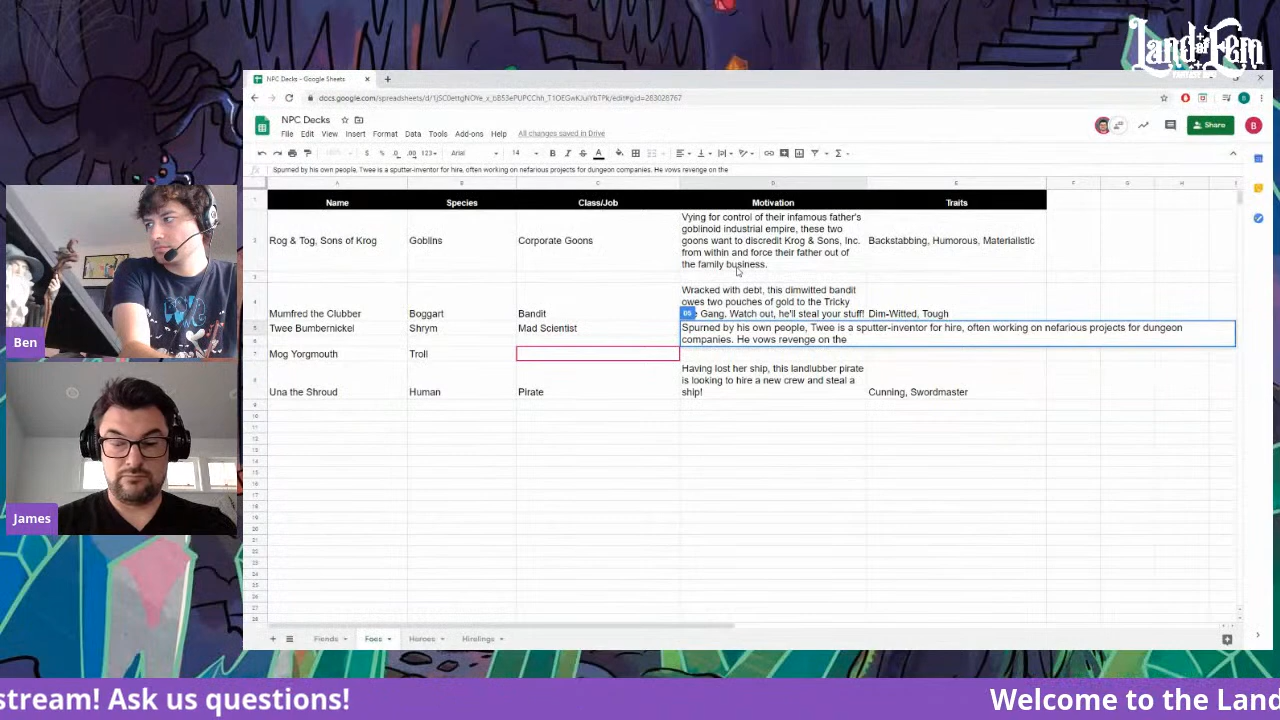 Land of Eem
FANTASY RPG
NPC Decks - Google Sheets
NPC Decks
File Edit View Insert Format Data Tools Add-ons Help
All changes saved in Drive
Share
B
Arial
14
Spurned by his own people, Twee is a sputter-inventor for hire, often working on nefarious projects for dungeon companies. He vows revenge on the
A B C D E F G H
Name Species Class/Job Motivation Traits
Vying for control of their infamous father's
goblinoid industrial empire, these two
Rog & Tog, Sons of Krog Goblins Corporate Goons goons want to discredit Krog & Sons, Inc. Backstabbing, Humorous, Materialistic
from within and force their father out of
the family business.
Wracked with debt, this dimwitted bandit
owes two pouches of gold to the Tricky
Mumfred the Clubber Boggart Bandit Gang. Watch out, he'll steal your stuff! Dim-Witted, Tough
D5
Twee Bumbernickel Shrym Mad Scientist Spurned by his own people, Twee is a sputter-inventor for hire, often working on nefarious projects for dungeon
companies. He vows revenge on the
Mog Yorgmouth Troll
Having lost her ship, this landlubber pirate
is looking to hire a new crew and steal a
Una the Shroud Human Pirate ship! Cunning, Swordmaster
Fiends Foes Heroes Hirelings
Ben
James
stream! Ask us questions!
Welcome to the Land